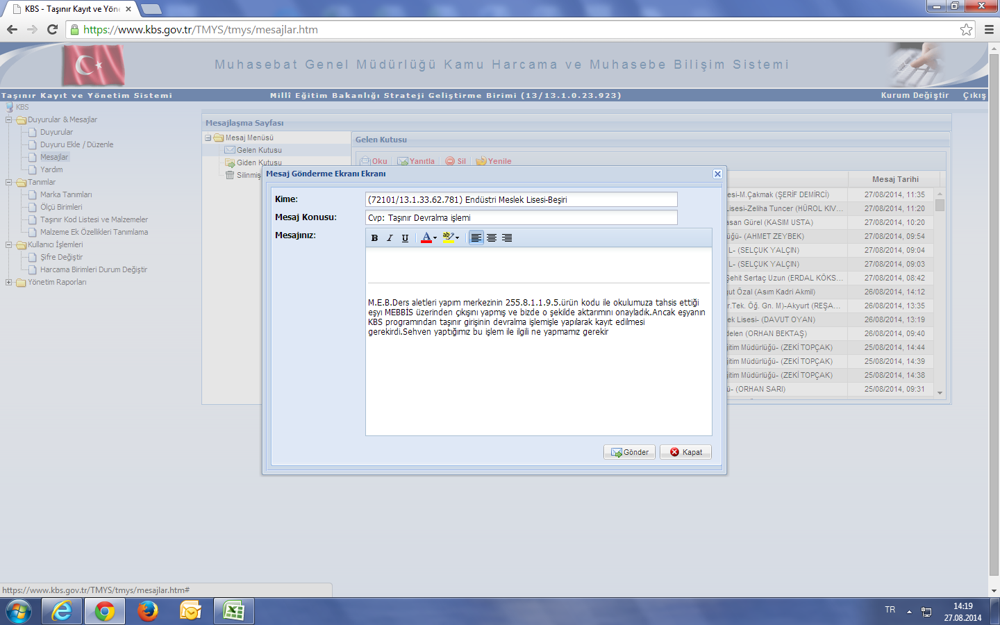 KBS - Taşınır Kayıt ve Yön
https://www.kbs.gov.tr/TMYS/tmys/mesajlar.htm
Muhasebat Genel Müdürlüğü Kamu Harcama ve Muhasebe Bilişim Sistemi
Taşınır Kayıt ve Yönetim Sistemi
Millî Eğitim Bakanlığı Strateji Geliştirme Birimi (13/13.1.0.23.923)
Kurum Değiştir
Çıkış
KBS
Duyurular & Mesajlar
Duyurular
Duyuru Ekle / Düzenle
Mesajlar
Yardım
Tanımlar
Marka Tanımları
Ölçü Birimleri
Taşınır Kod Listesi ve Malzemeler
Malzeme Ek Özellikleri Tanımlama
Kullanıcı İşlemleri
Şifre Değiştir
Harcama Birimleri Durum Değiştir
Yönetim Raporları
Mesajlaşma Sayfası
Mesaj Menüsü
Gelen Kutusu
Giden Kutusu
Silinmiş
Gelen Kutusu
Oku Yanıtla Sil Yenile
Mesaj Tarihi
esi-M.Çakmak (ŞERİF DEMİRCİ) 27/08/2014, 11:35
Lisesi-Zeliha Tuncer (HÜROL KIV... 27/08/2014, 11:20
asan Gürel (KASIM USTA) 27/08/2014, 10:20
üğü- (AHMET ZEYBEK) 27/08/2014, 09:54
L- (SELÇUK YALÇIN) 27/08/2014, 09:04
L- (SELÇUK YALÇIN) 27/08/2014, 09:03
Şehit Sertaç Uzun (ERDAL KÖKS... 27/08/2014, 08:42
gut Özal (Asım Kadri Akmil) 26/08/2014, 14:12
r.Tek. Öğ. Gn. M)-Akyurt (REŞA... 26/08/2014, 13:35
ek Lisesi- (DAVUT OYAN) 26/08/2014, 13:19
delen (ORHAN BEKTAŞ) 26/08/2014, 09:40
ğitim Müdürlüğü- (ZEKİ TOPÇAK) 25/08/2014, 14:44
ğitim Müdürlüğü- (ZEKİ TOPÇAK) 25/08/2014, 14:39
ğitim Müdürlüğü- (ZEKİ TOPÇAK) 25/08/2014, 14:38
ü- (ORHAN SARI) 25/08/2014, 09:31
Mesaj Gönderme Ekranı Ekranı
Kime: (72101/13.1.33.62.781) Endüstri Meslek Lisesi-Beşiri
Mesaj Konusu: Cvp: Taşınır Devralma işlemi
Mesajınız:
B I U A ab
M.E.B.Ders aletleri yapım merkezinin 255.8.1.1.9.5.ürün kodu ile okulumuza tahsis ettiği
eşyı MEBBİS üzerinden çıkışını yapmış ve bizde o şekilde aktarımını onayladık.Ancak eşyanın
KBS programından taşınır girişinin devralma işlemişle yapılarak kayıt edilmesi
gerekirdi.Sehven yaptığımız bu işlem ile ilgili ne yapmamız gerekir
Gönder Kapat
https://www.kbs.gov.tr/TMYS/tmys/mesajlar.htm#
TR
14:19
27.08.2014